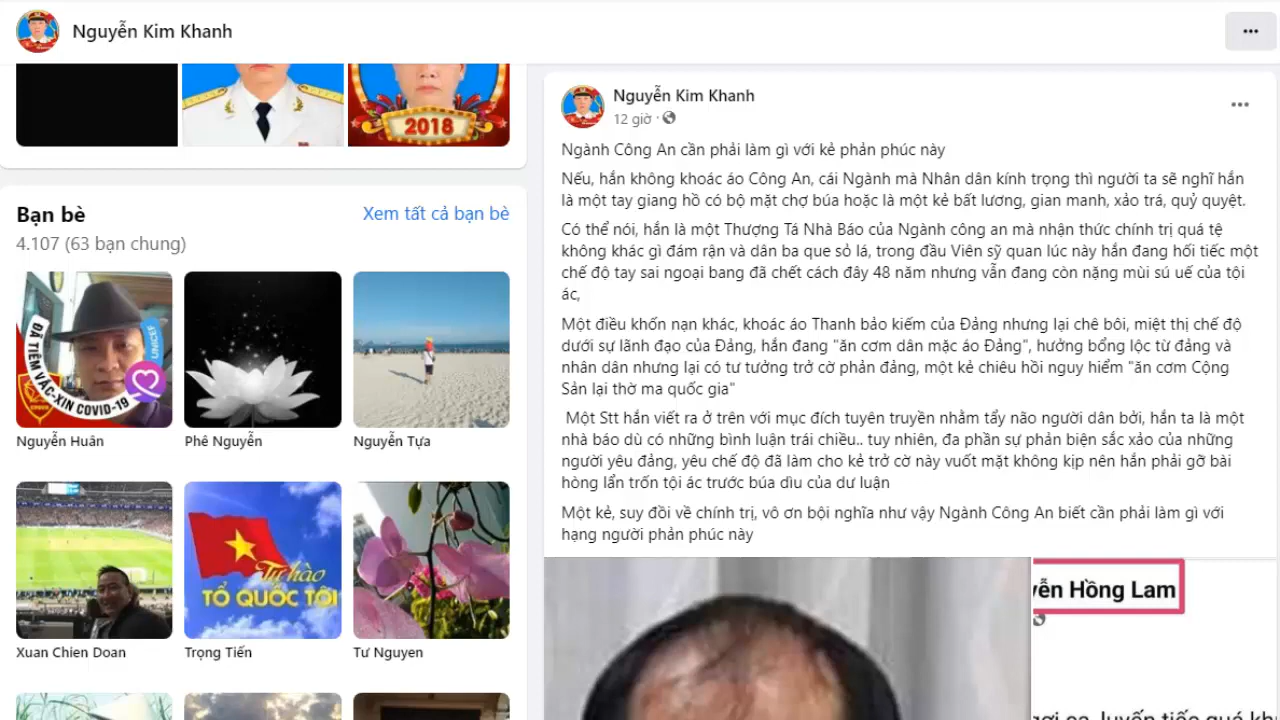 Nguyễn Kim Khanh
2018
Bạn bè
Xem tất cả bạn bè
4.107 (63 bạn chung)
ĐÃ TIÊM VẮC-XIN COVID-19
UNICEF
Nguyễn Huân
Phê Nguyễn
Nguyễn Tựa
Tự hào
TỔ QUỐC TÔI
Xuan Chien Doan
Trọng Tiến
Tư Nguyen
Nguyễn Kim Khanh
12 giờ ·
Ngành Công An cần phải làm gì với kẻ phản phúc này
Nếu, hắn không khoác áo Công An, cái Ngành mà Nhân dân kính trọng thì người ta sẽ nghĩ hắn
là một tay giang hồ có bộ mặt chợ búa hoặc là một kẻ bất lương, gian manh, xảo trá, quỷ quyệt.
Có thể nói, hắn là một Thượng Tá Nhà Báo của Ngành công an mà nhận thức chính trị quá tệ
không khác gì đám rận và dân ba que sỏ lá, trong đầu Viên sỹ quan lúc này hắn đang hối tiếc một
chế độ tay sai ngoại bang đã chết cách đây 48 năm nhưng vẫn đang còn nặng mùi sú uế của tội
ác,
Một điều khốn nạn khác, khoác áo Thanh bảo kiếm của Đảng nhưng lại chê bôi, miệt thị chế độ
dưới sự lãnh đạo của Đảng, hắn đang "ăn cơm dân mặc áo Đảng", hưởng bổng lộc từ đảng và
nhân dân nhưng lại có tư tưởng trở cờ phản đảng, một kẻ chiêu hồi nguy hiểm "ăn cơm Cộng
Sản lại thờ ma quốc gia"
Một Stt hắn viết ra ở trên với mục đích tuyên truyền nhằm tẩy não người dân bởi, hắn ta là một
nhà báo dù có những bình luận trái chiều.. tuy nhiên, đa phần sự phản biện sắc xảo của những
người yêu đảng, yêu chế độ đã làm cho kẻ trở cờ này vuốt mặt không kịp nên hắn phải gỡ bài
hòng lẩn trốn tội ác trước búa dìu của dư luận
Một kẻ, suy đồi về chính trị, vô ơn bội nghĩa như vậy Ngành Công An biết cần phải làm gì với
hạng người phản phúc này
yễn Hồng Lam